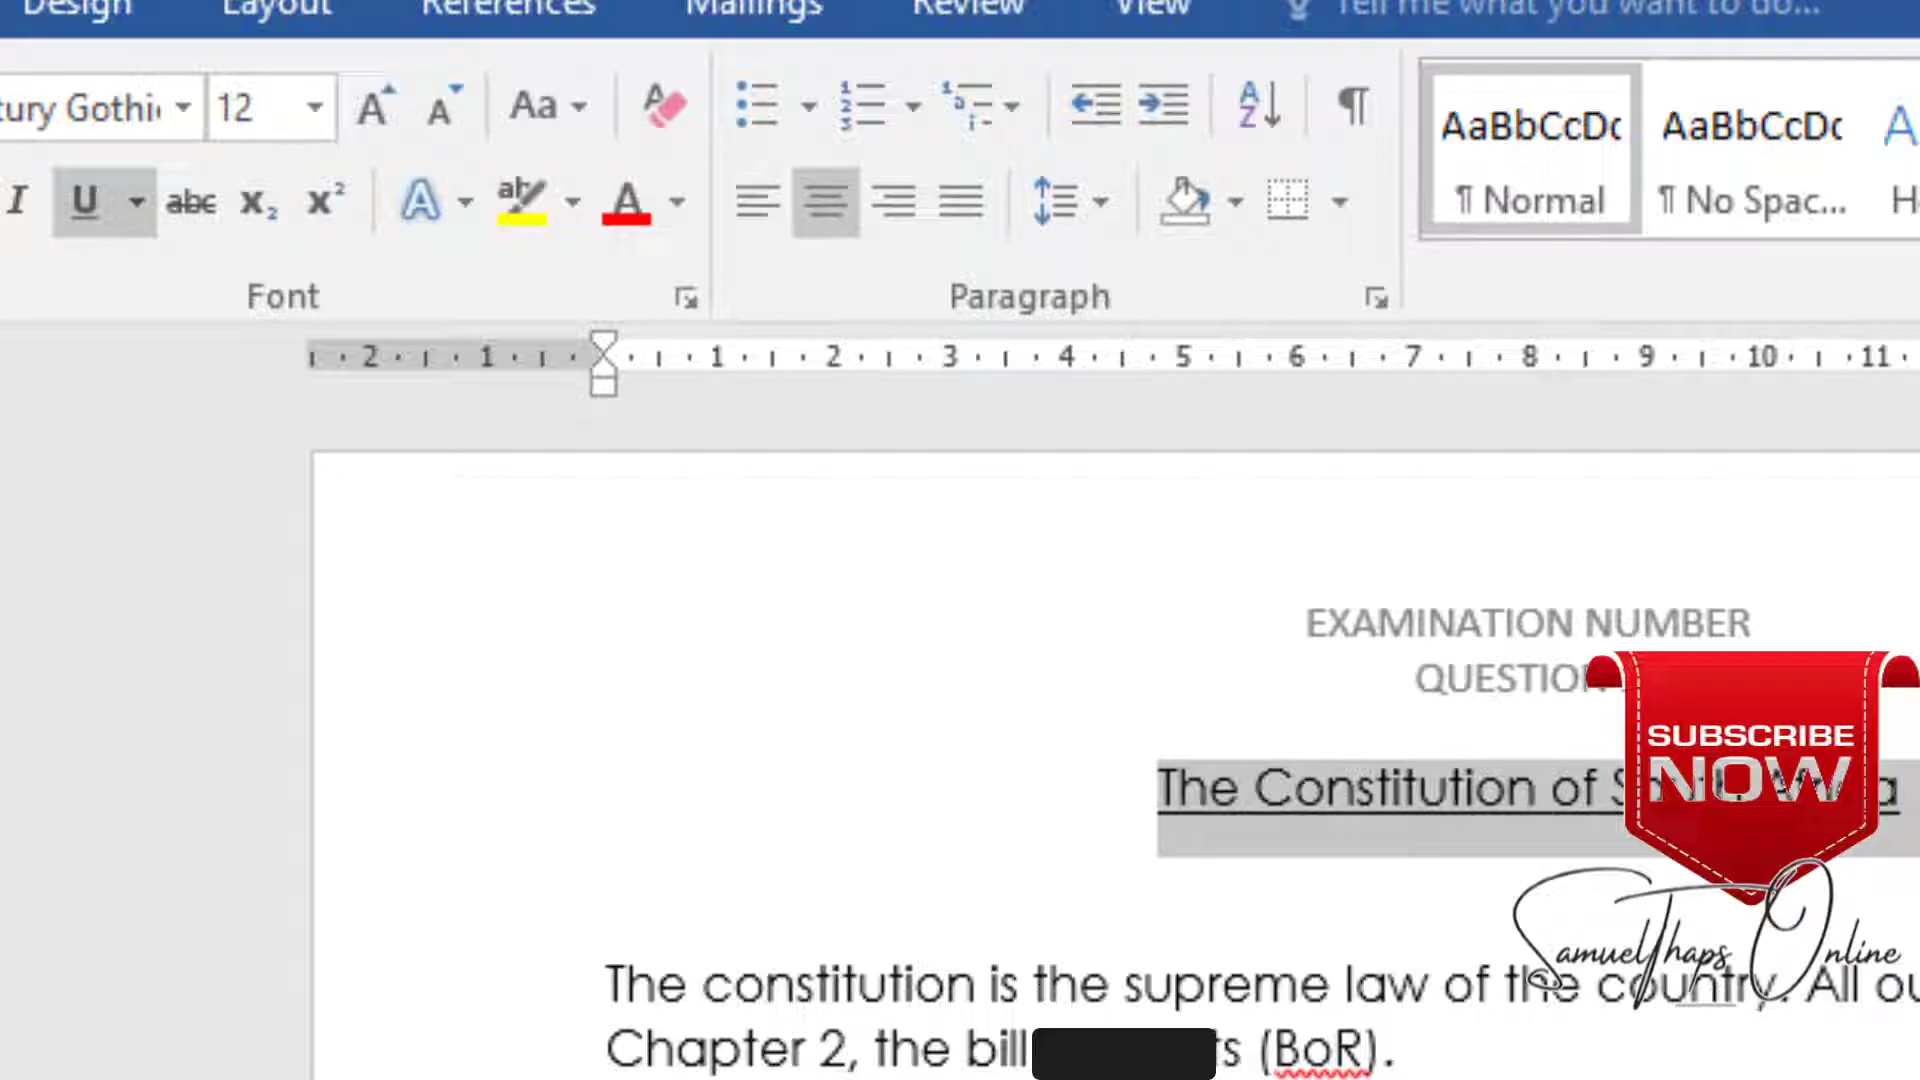 Design Layout References Mailings Review View Tell me what you want to do...
12 Aa
AaBbCcDc AaBbCcDc
I U abc X₂ X² A ab A
¶ Normal ¶ No Spac...
Font Paragraph
2 1 1 2 3 4 5 6 7 8 9 10 11
EXAMINATION NUMBER
QUESTION
SUBSCRIBE
NOW
The Constitution of
SamuelThaps Online
The constitution is the supreme law of the country. All
Chapter 2, the bill (BoR).